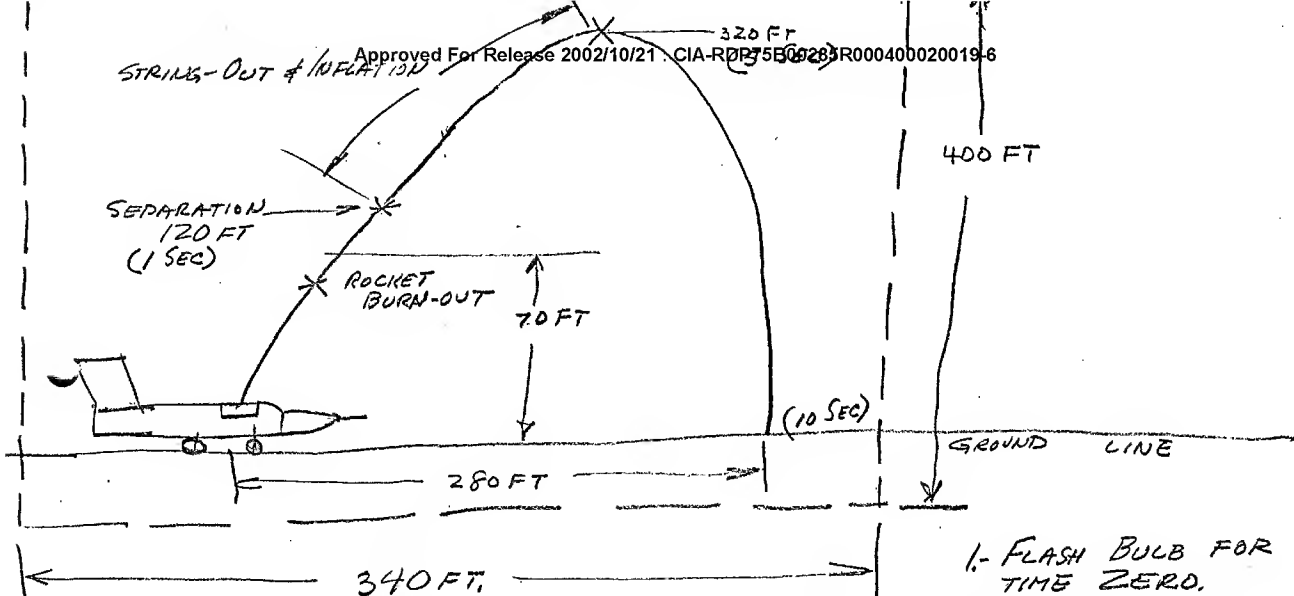 320 FT
Approved For Release 2002/10/21 : CIA-RDP75B00285R000400020019-6
STRING-OUT & INFLATION
400 FT
SEPARATION
120 FT
(1 SEC)
ROCKET
BURN-OUT
70 FT
(10 SEC)
GROUND LINE
280 FT
1.- FLASH BULB FOR
TIME ZERO.
340 FT.